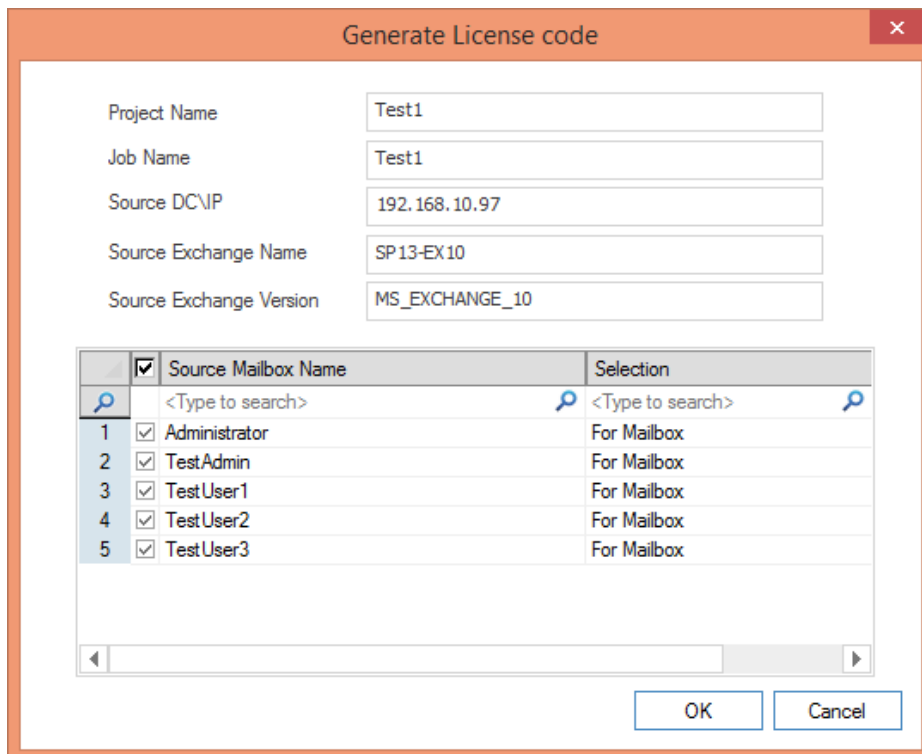 Generate License code
Project Name Test1
Job Name Test1
Source DC\IP 192.168.10.97
Source Exchange Name SP13-EX10
Source Exchange Version MS_EXCHANGE_10
Source Mailbox Name Selection
<Type to search> <Type to search>
1 Administrator For Mailbox
2 TestAdmin For Mailbox
3 TestUser1 For Mailbox
4 TestUser2 For Mailbox
5 TestUser3 For Mailbox
OK Cancel